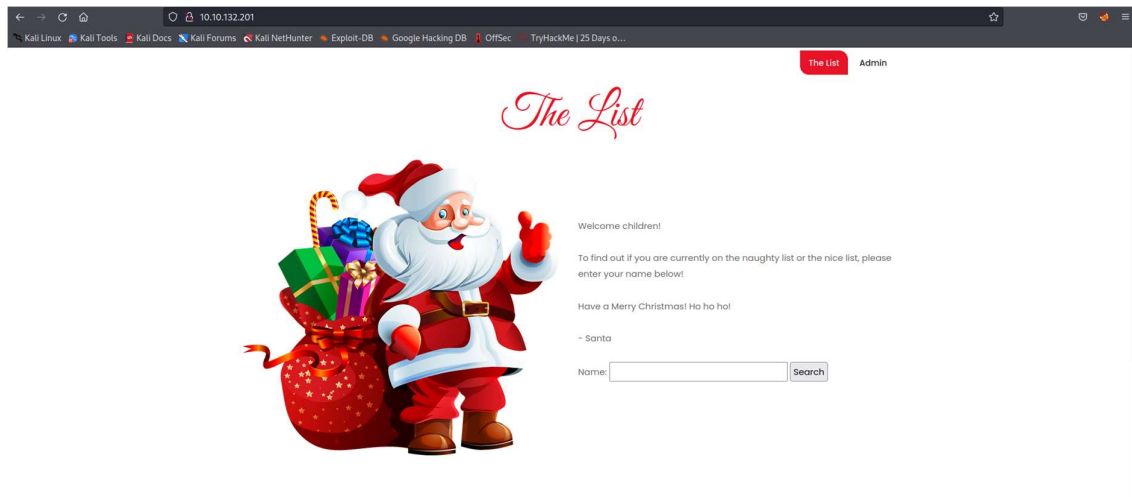 10.10.132.201
Kali Linux Kali Tools Kali Docs Kali Forums Kali NetHunter Exploit-DB Google Hacking DB OffSec TryHackMe | 25 Days o...
The List Admin
The List
Welcome children!
To find out if you are currently on the naughty list or the nice list, please
enter your name below!
Have a Merry Christmas! Ho ho ho!
- Santa
Name: Search